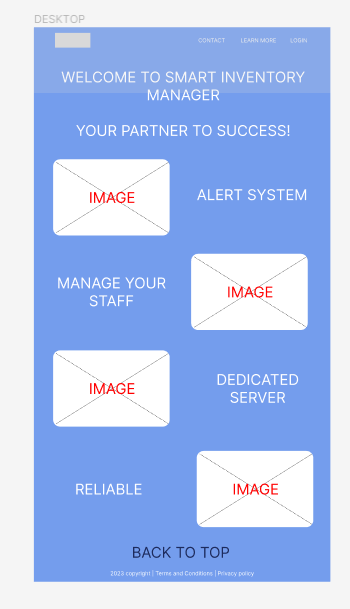 DESKTOP
CONTACT LEARN MORE LOGIN
WELCOME TO SMART INVENTORY
MANAGER
YOUR PARTNER TO SUCCESS!
IMAGE
ALERT SYSTEM
MANAGE YOUR
STAFF
IMAGE
IMAGE
DEDICATED
SERVER
RELIABLE
IMAGE
BACK TO TOP
2023 copyright | Terms and Conditions | Privacy policy